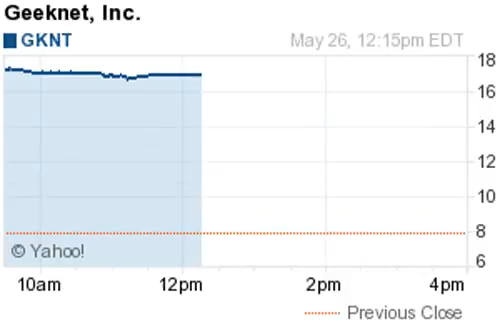 Geeknet, Inc.
GKNT May 26, 12:15pm EDT
18
16
14
12
10
8
6
© Yahoo!
10am 12pm 2pm 4pm
Previous Close